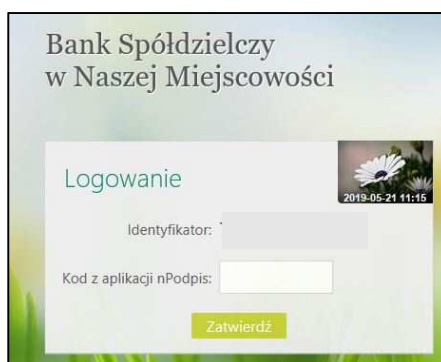 Bank Spółdzielczy
w Naszej Miejscowości
Logowanie
2019-05-21 11:15
Identyfikator:
Kod z aplikacji nPodpis:
Zatwierdź